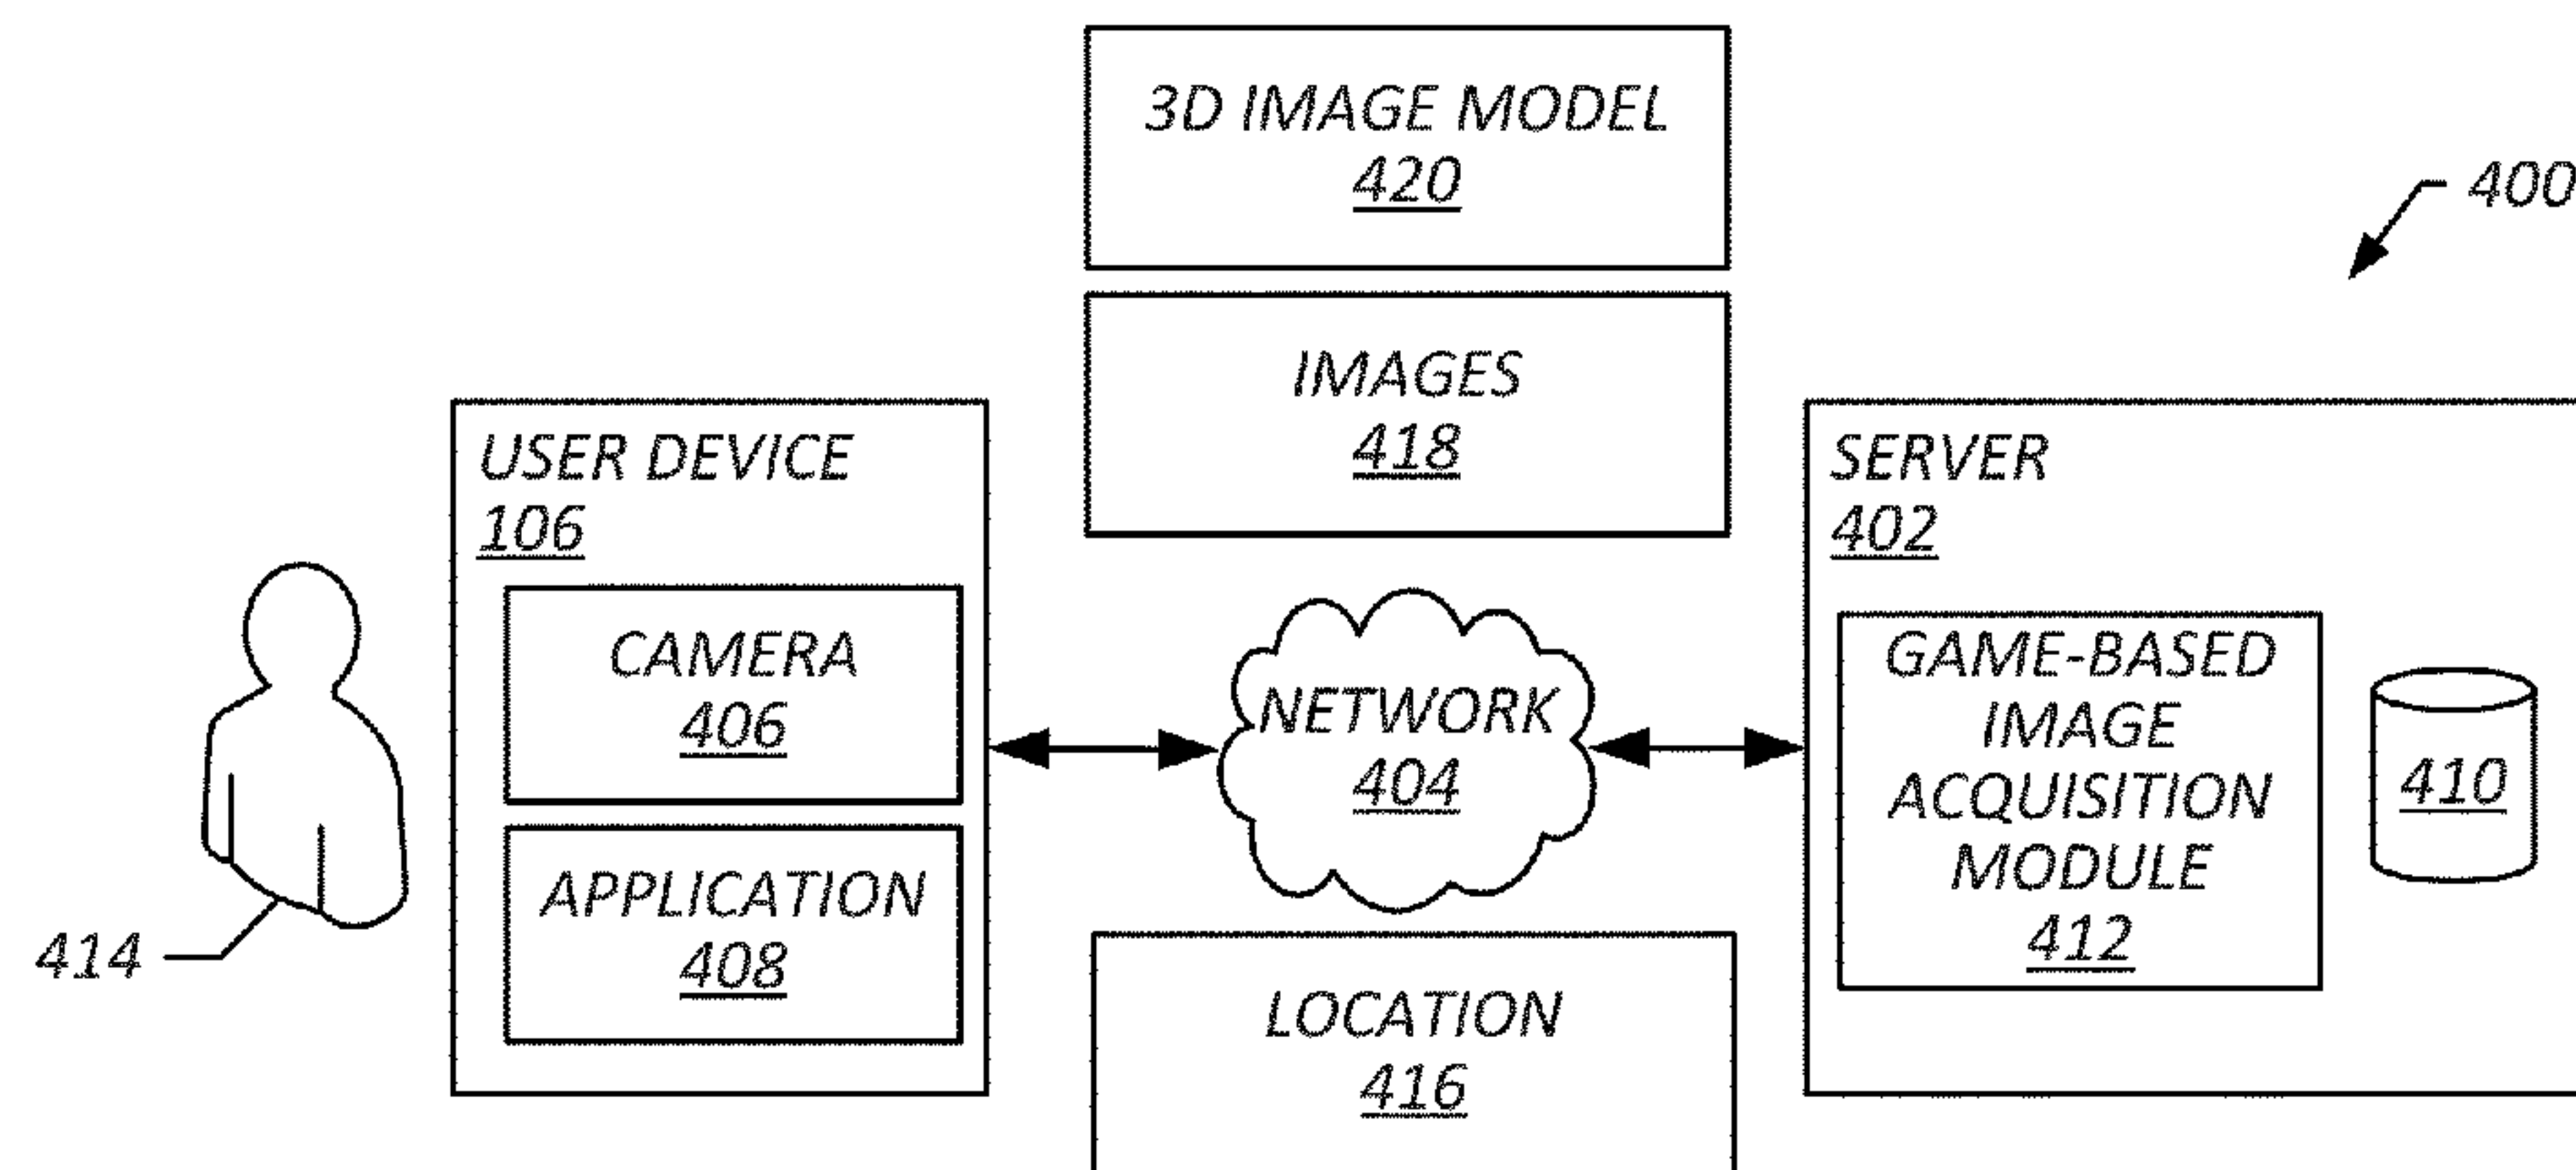 3D IMAGE MODEL
420
400
IMAGES
418
USER DEVICE
106
CAMERA
406
APPLICATION
408
414
NETWORK
404
LOCATION
416
SERVER
402
GAME-BASED
IMAGE
ACQUISITION
MODULE
412
410